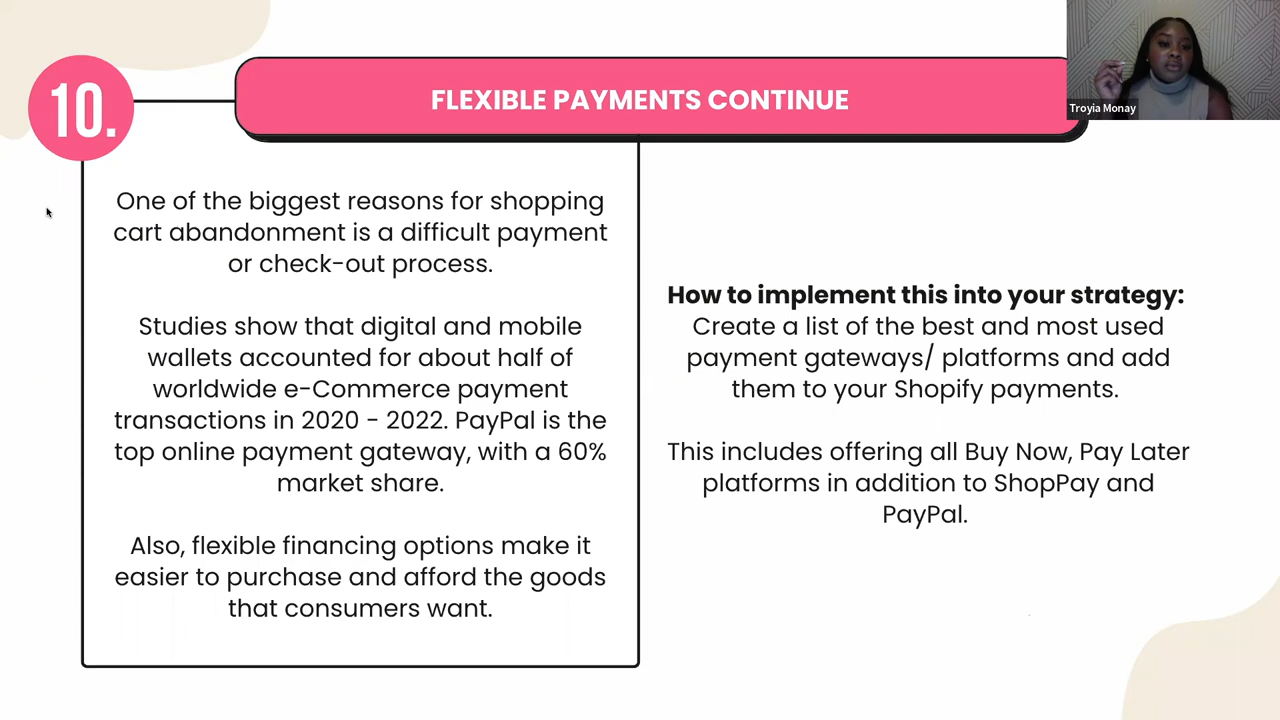 10.
FLEXIBLE PAYMENTS CONTINUE
Troyia Monay
One of the biggest reasons for shopping
cart abandonment is a difficult payment
or check-out process.
Studies show that digital and mobile
wallets accounted for about half of
worldwide e-Commerce payment
transactions in 2020 - 2022. PayPal is the
top online payment gateway, with a 60%
market share.
Also, flexible financing options make it
easier to purchase and afford the goods
that consumers want.
How to implement this into your strategy:
Create a list of the best and most used
payment gateways/ platforms and add
them to your Shopify payments.
This includes offering all Buy Now, Pay Later
platforms in addition to ShopPay and
PayPal.